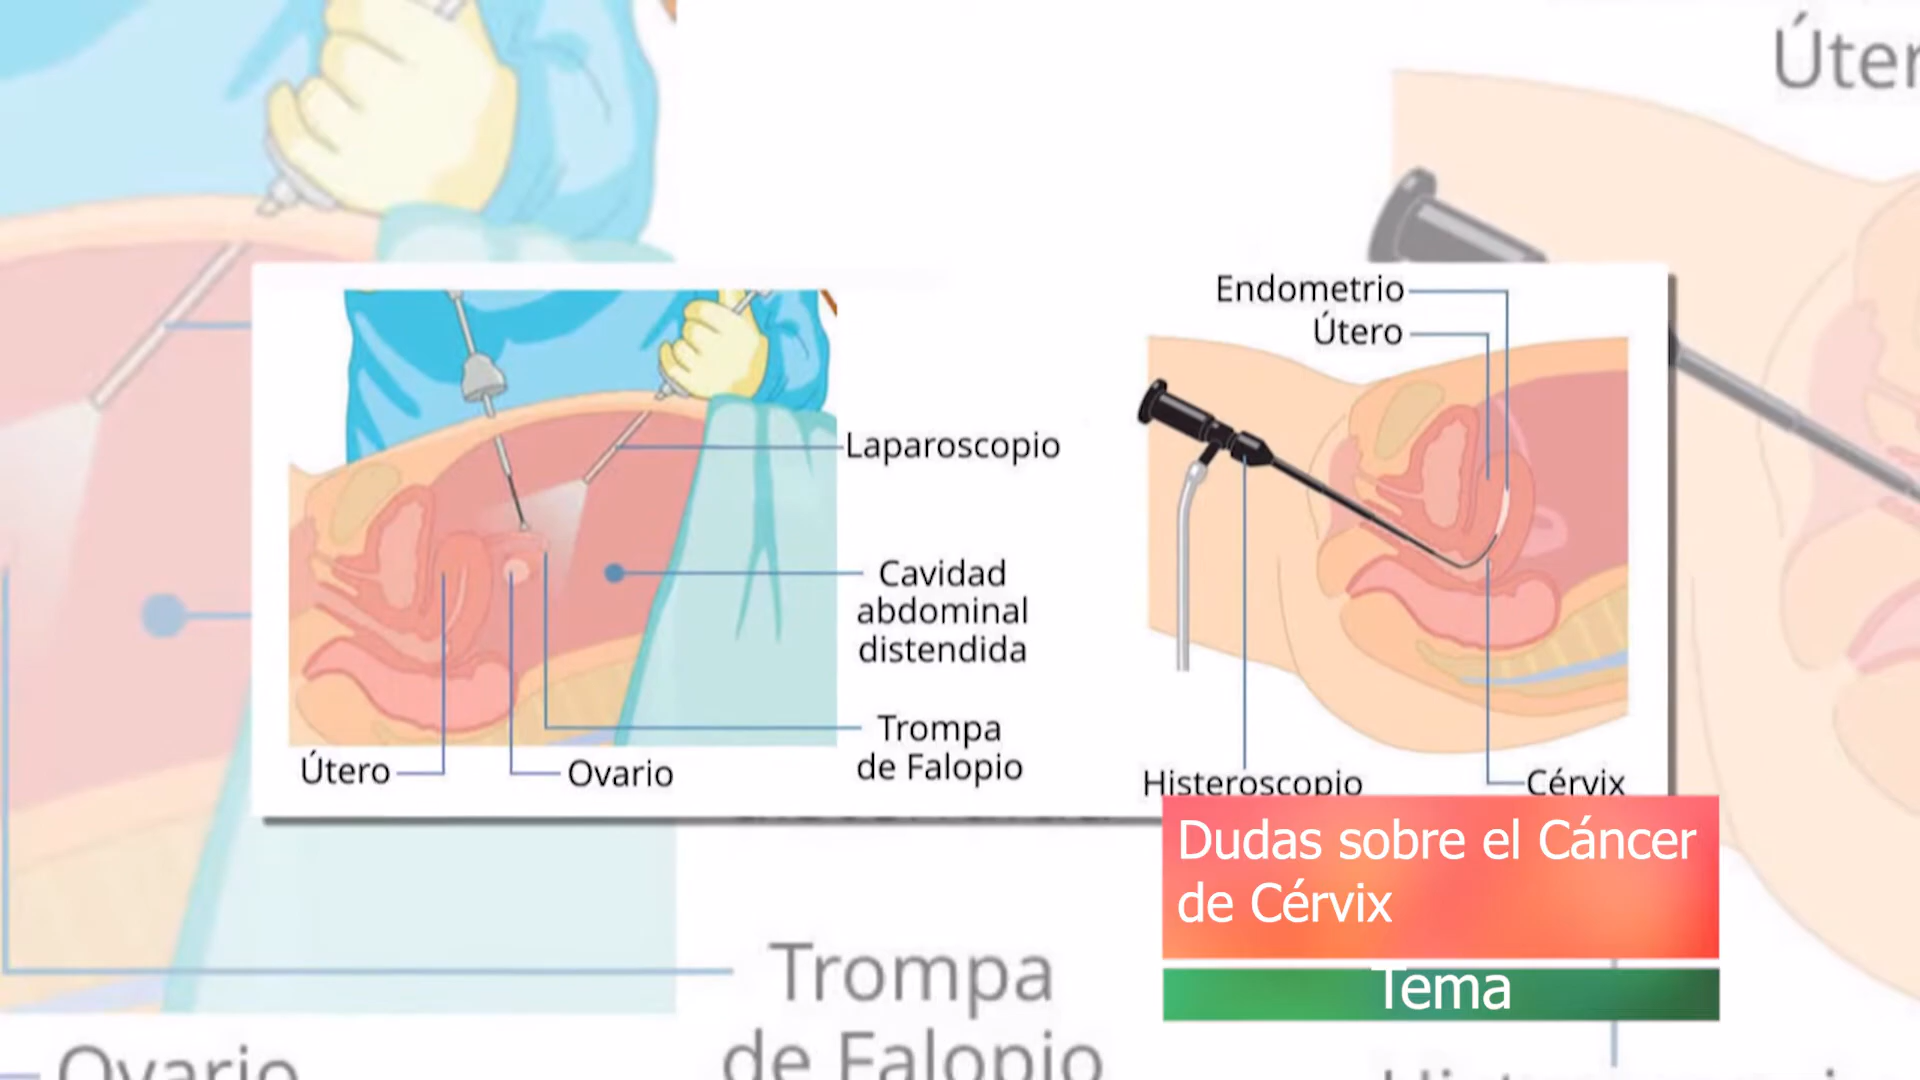 Úter
Endometrio
Útero
Laparoscopio
Cavidad
abdominal
distendida
Trompa
de Falopio
Útero
Ovario
Histeroscopio
Cérvix
Dudas sobre el Cáncer
de Cérvix
Tema
Trompa
de Falopio
Ovario